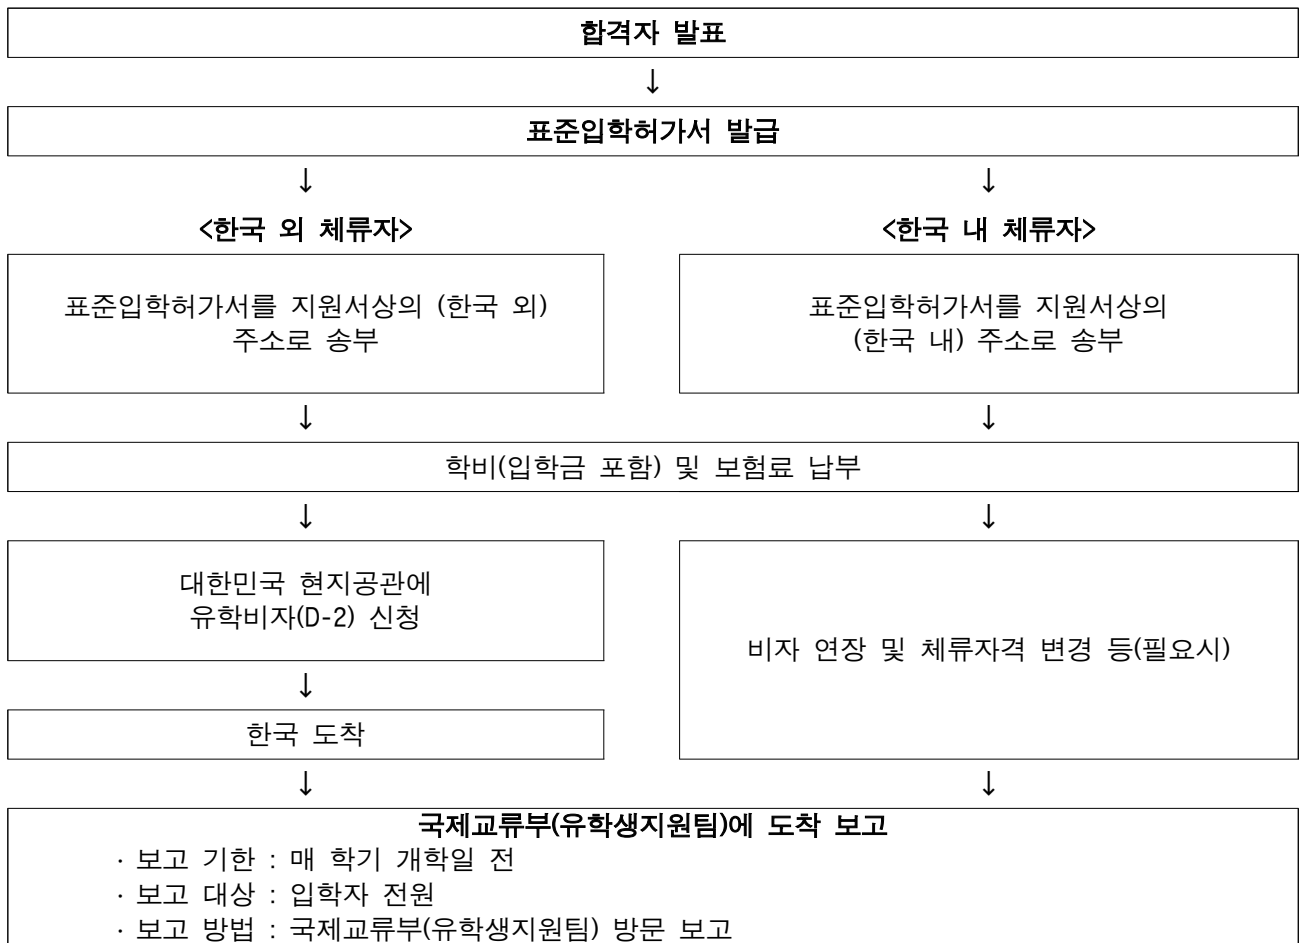 합격자 발표
↓
표준입학허가서 발급
↓ ↓
<한국 외 체류자> <한국 내 체류자>
표준입학허가서를 지원서상의 (한국 외)
주소로 송부
표준입학허가서를 지원서상의
(한국 내) 주소로 송부
↓ ↓
학비(입학금 포함) 및 보험료 납부
↓ ↓
대한민국 현지공관에
유학비자(D-2) 신청
↓
한국 도착
비자 연장 및 체류자격 변경 등(필요시)
↓ ↓
국제교류부(유학생지원팀)에 도착 보고
· 보고 기한 : 매 학기 개학일 전
· 보고 대상 : 입학자 전원
· 보고 방법 : 국제교류부(유학생지원팀) 방문 보고